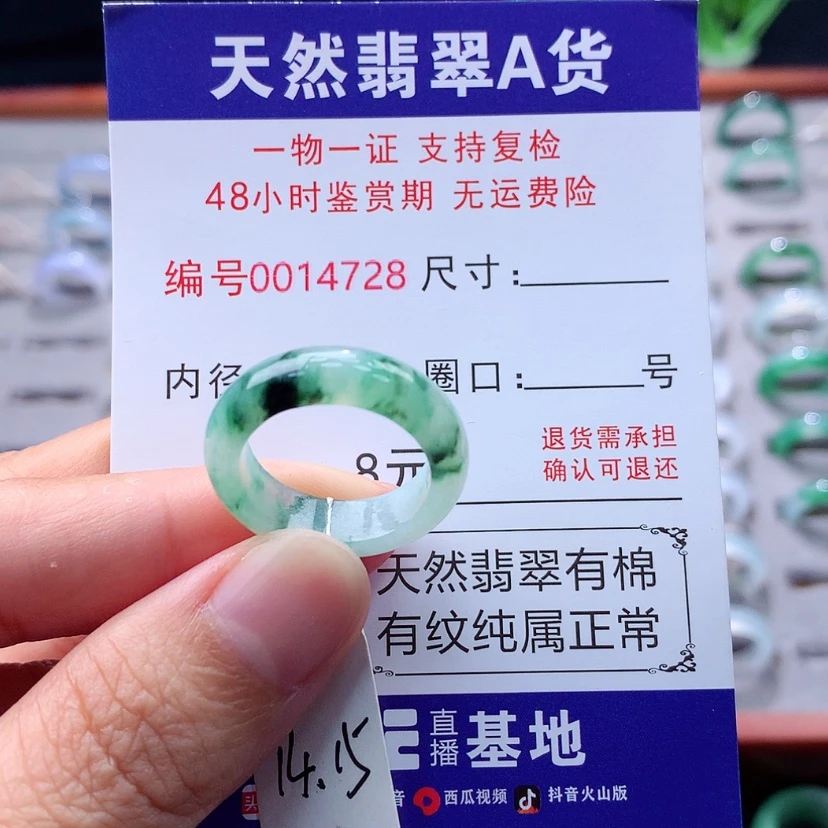 天然翡翠A货
一物一证 支持复检
48小时鉴赏期 无运费险
编号0014728 尺寸:
内径 圈口: 号
退货需承担
8元 确认可退还
天然翡翠有棉
有纹纯属正常
直播基地
14.15
头 音 西瓜视频 抖音火山版